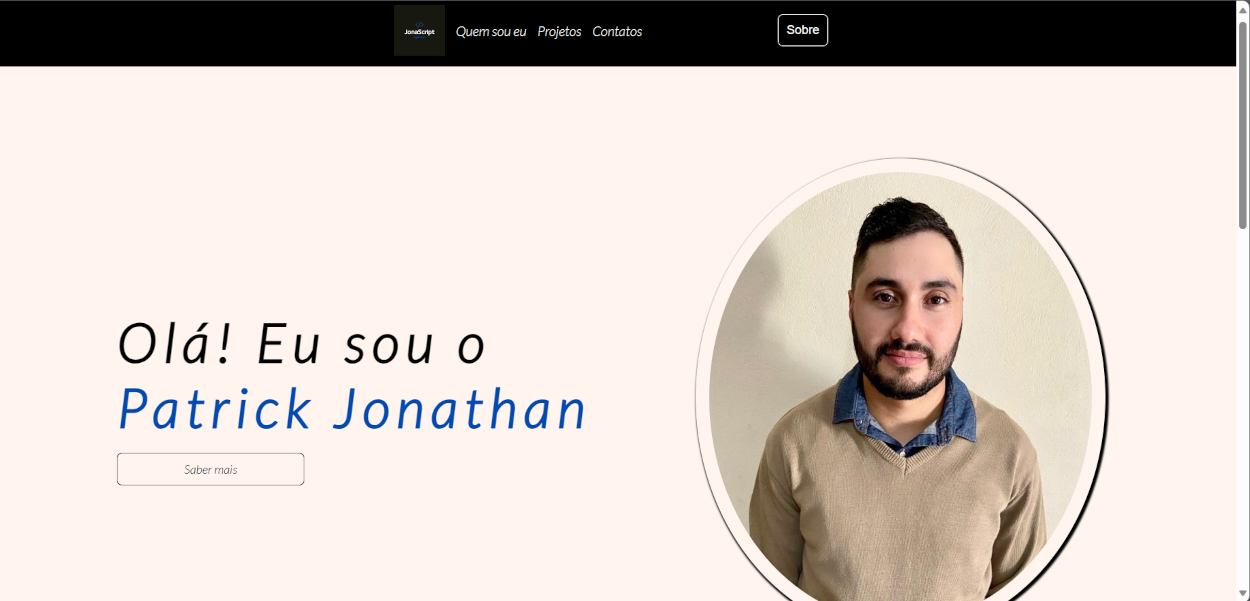 JonaScript
Quem sou eu Projetos Contatos Sobre
Olá! Eu sou o
Patrick Jonathan
Saber mais